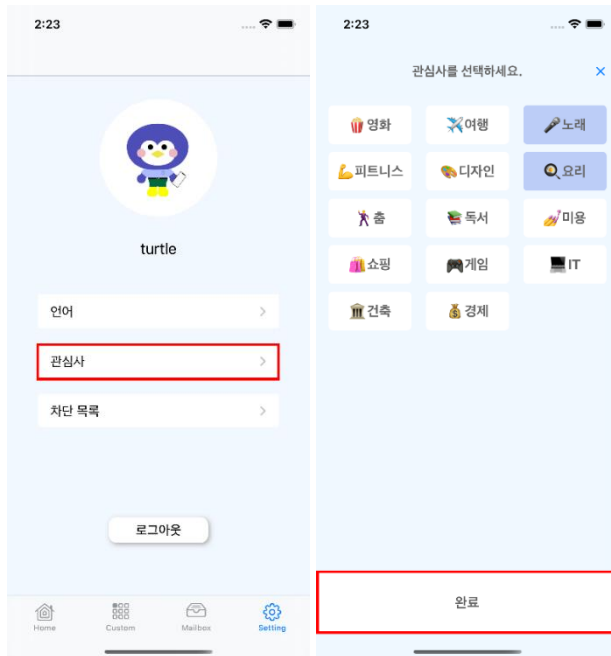 2:23
turtle
언어
관심사
차단 목록
로그아웃
Home
Custom
Mailbox
Setting
2:23
관심사를 선택하세요.
영화
여행
노래
피트니스
디자인
요리
춤
독서
미용
쇼핑
게임
IT
건축
경제
완료